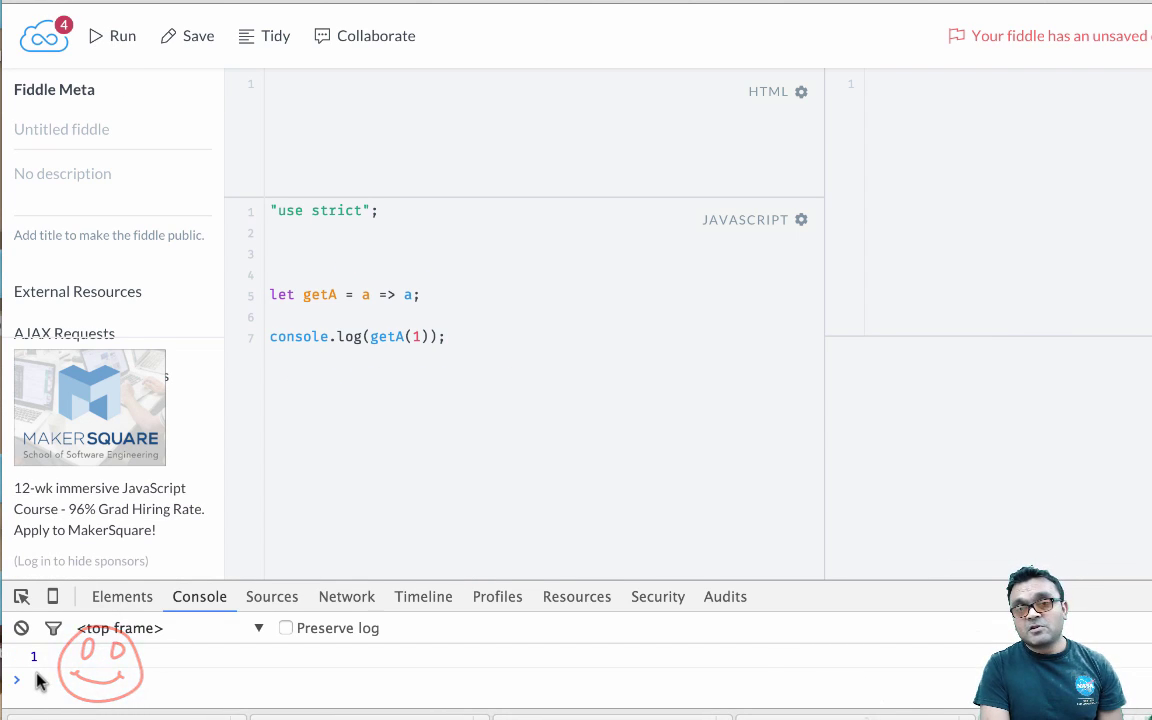 4
Run
Save
Tidy
Collaborate
Your fiddle has an unsaved
Fiddle Meta
Untitled fiddle
No description
Add title to make the fiddle public.
External Resources
AJAX Requests
s
MAKERSQUARE
School of Software Engineering
12-wk immersive JavaScript
Course - 96% Grad Hiring Rate.
Apply to MakerSquare!
(Log in to hide sponsors)
1
HTML
1
JAVASCRIPT
1 "use strict";
2
3
4
5 let getA = a => a;
6
7 console.log(getA(1));
Elements Console Sources Network Timeline Profiles Resources Security Audits
<top frame> ▼ Preserve log
1
>